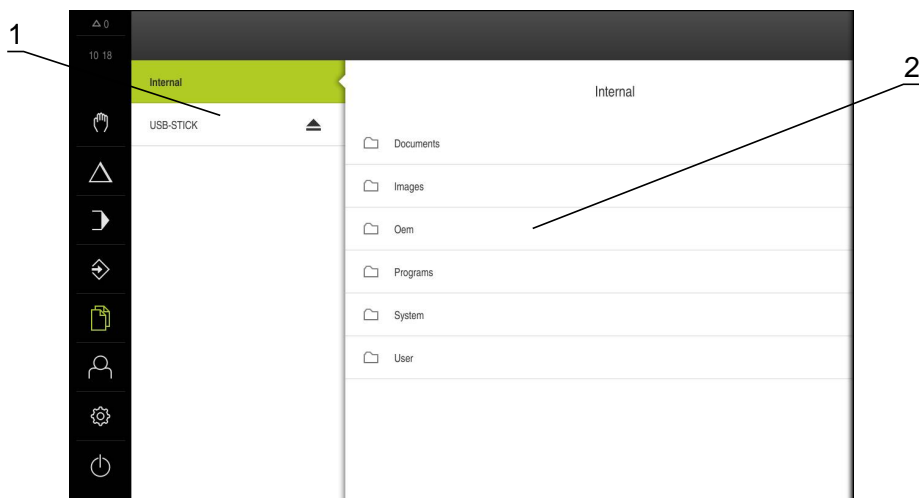 1
0
10 18
2
Internal
Internal
USB-STICK
Documents
Images
Oem
Programs
System
User